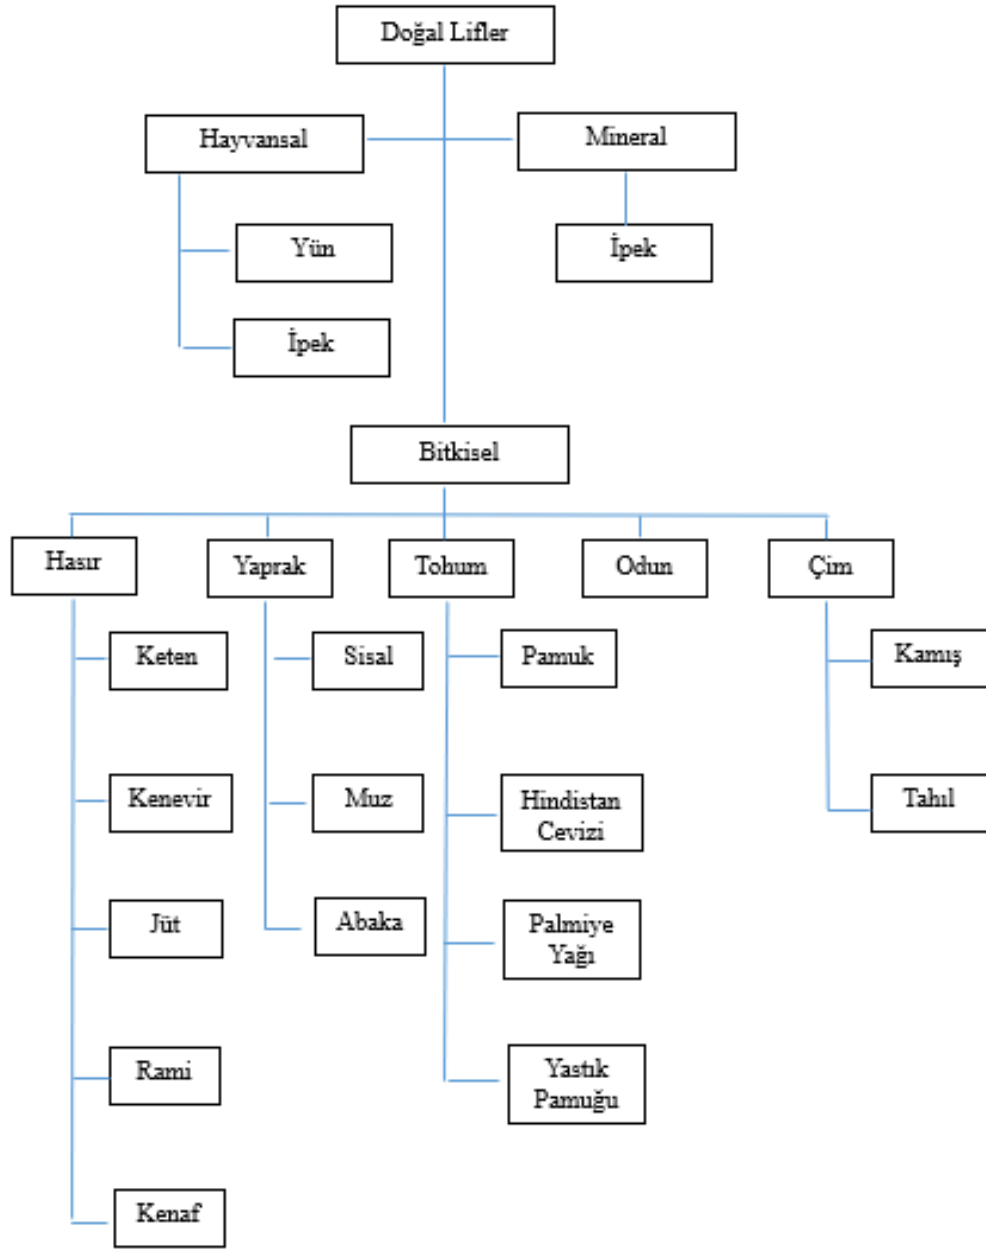 Doğal Lifler
Hayvansal
Mineral
Yün
İpek
İpek
Bitkisel
Hasır
Yaprak
Tohum
Odun
Çim
Keten
Sisal
Pamuk
Kamış
Kenevir
Muz
Hindistan
Cevizi
Tahıl
Jüt
Abaka
Palmiye
Yağı
Rami
Yastık
Pamuğu
Kenaf